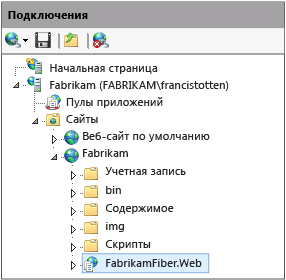 Подключения
Начальная страница
Fabrikam (FABRIKAM\francistotten)
Пулы приложений
Сайты
Веб-сайт по умолчанию
Fabrikam
Учетная запись
bin
Содержимое
img
Скрипты
FabrikamFiber.Web